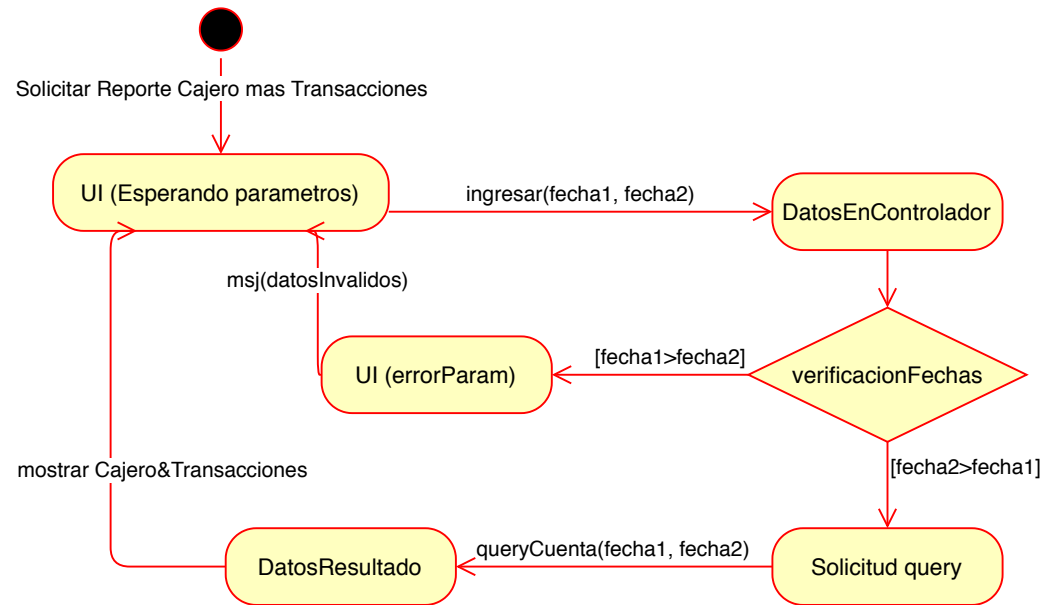 Solicitar Reporte Cajero mas Transacciones
UI (Esperando parametros)
ingresar(fecha1, fecha2)
DatosEnControlador
msj(datosInvalidos)
UI (errorParam)
[fecha1>fecha2]
verificacionFechas
mostrar Cajero&Transacciones
[fecha2>fecha1]
DatosResultado
queryCuenta(fecha1, fecha2)
Solicitud query